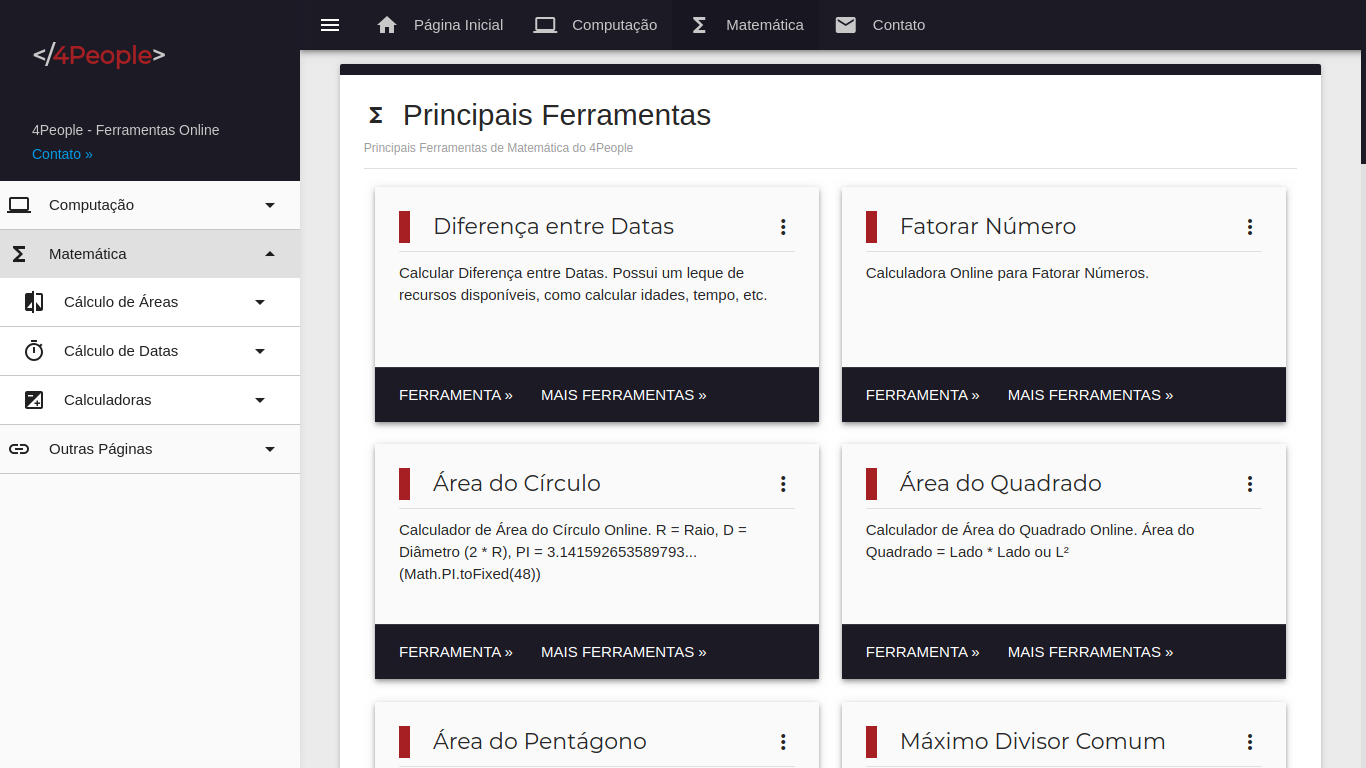 </4People>
4People - Ferramentas Online
Contato »
Computação
Matemática
Cálculo de Áreas
Cálculo de Datas
Calculadoras
Outras Páginas
Página Inicial
Computação
Matemática
Contato
Principais Ferramentas
Principais Ferramentas de Matemática do 4People
Diferença entre Datas
Calcular Diferença entre Datas. Possui um leque de
recursos disponíveis, como calcular idades, tempo, etc.
FERRAMENTA »
MAIS FERRAMENTAS »
Fatorar Número
Calculadora Online para Fatorar Números.
FERRAMENTA »
MAIS FERRAMENTAS »
Área do Círculo
Calculador de Área do Círculo Online. R = Raio, D =
Diâmetro (2 * R), PI = 3.141592653589793...
(Math.PI.toFixed(48))
FERRAMENTA »
MAIS FERRAMENTAS »
Área do Quadrado
Calculador de Área do Quadrado Online. Área do
Quadrado = Lado * Lado ou L²
FERRAMENTA »
MAIS FERRAMENTAS »
Área do Pentágono
Máximo Divisor Comum